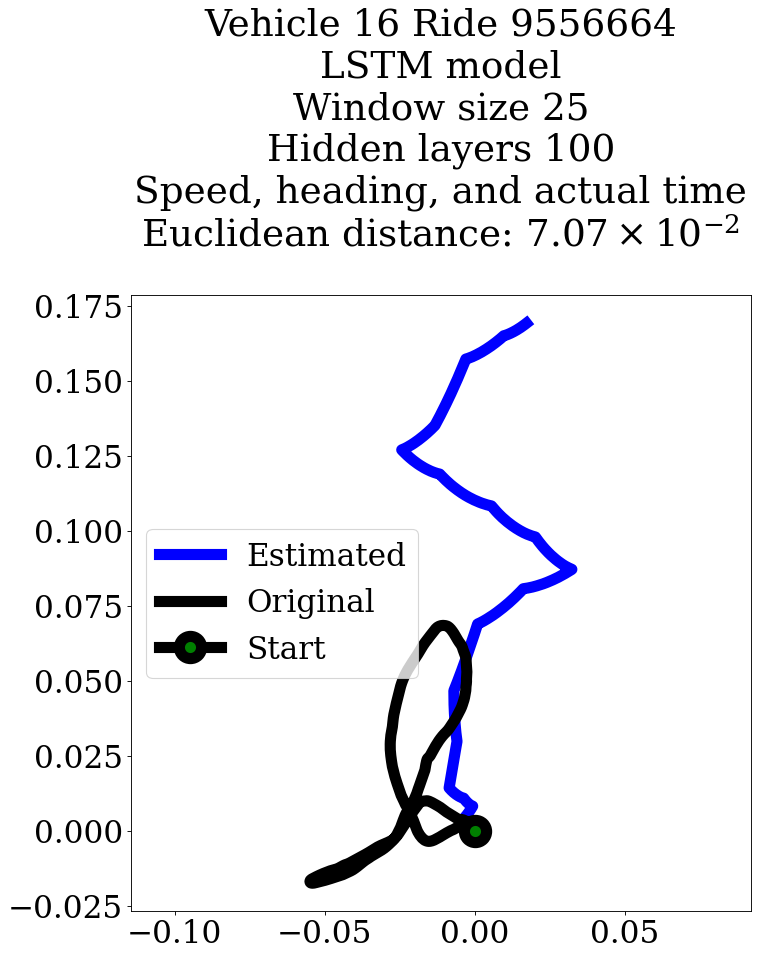 Vehicle 16 Ride 9556664
LSTM model
Window size 25
Hidden layers 100
Speed, heading, and actual time
Euclidean distance: 7.07 × 10⁻²
0.175
0.150
0.125
0.100
0.075
0.050
0.025
0.000
−0.025
Estimated
Original
Start
−0.10 −0.05 0.00 0.05